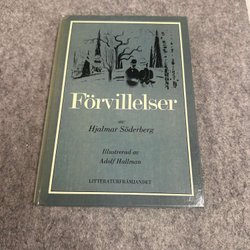 Förvillelser
av
Hjalmar Söderberg
Illustrerad av
Adolf Hallman
LITTERATURFRÄMJANDET